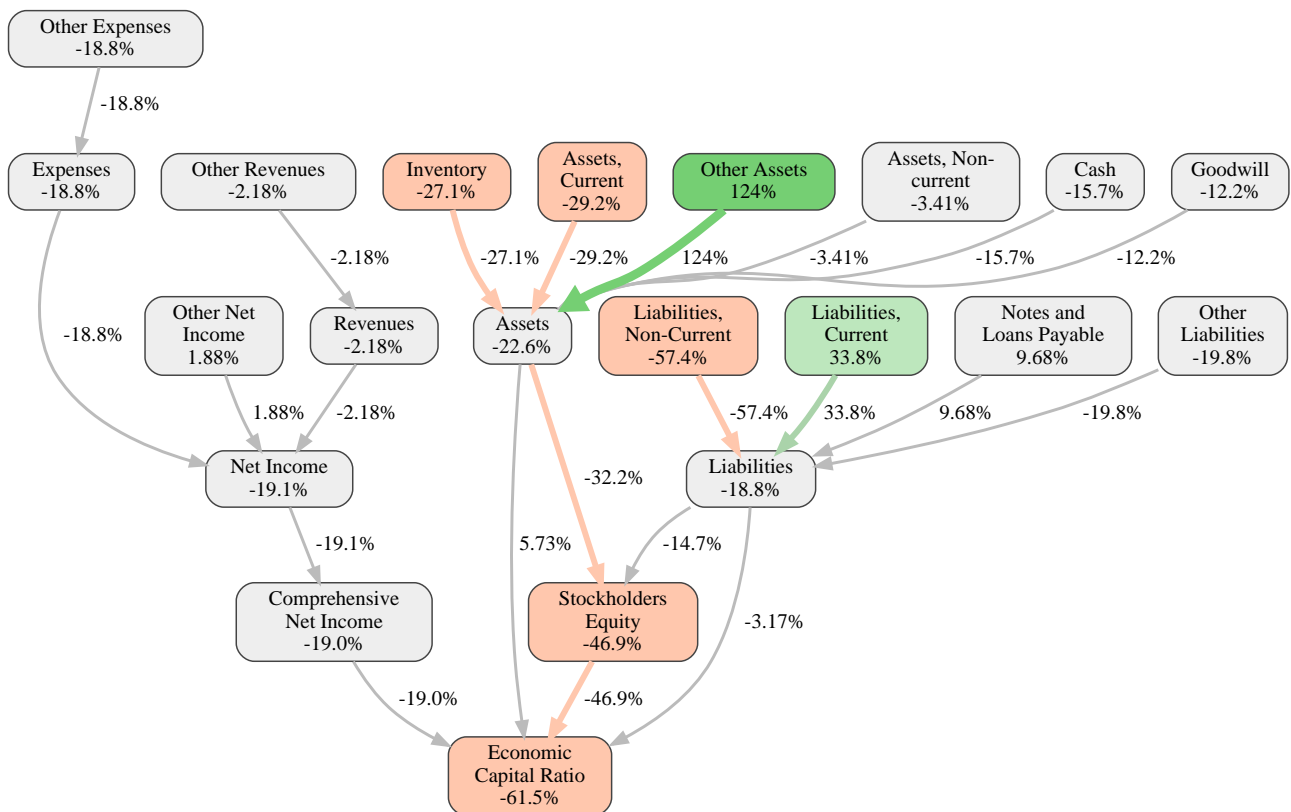 Other Expenses
-18.8%
-18.8%
Expenses
-18.8%
Other Revenues
-2.18%
Inventory
-27.1%
Assets,
Current
-29.2%
Other Assets
124%
Assets, Non-
current
-3.41%
Cash
-15.7%
Goodwill
-12.2%
-2.18%
-27.1%
-29.2%
124%
-3.41%
-15.7%
-12.2%
-18.8%
Other Net
Income
1.88%
Revenues
-2.18%
Assets
-22.6%
Liabilities,
Non-Current
-57.4%
Liabilities,
Current
33.8%
Notes and
Loans Payable
9.68%
Other
Liabilities
-19.8%
1.88%
-2.18%
-57.4%
33.8%
9.68%
-19.8%
Net Income
-19.1%
-32.2%
Liabilities
-18.8%
-19.1%
5.73%
-14.7%
Comprehensive
Net Income
-19.0%
Stockholders
Equity
-46.9%
-3.17%
-19.0%
-46.9%
Economic
Capital Ratio
-61.5%